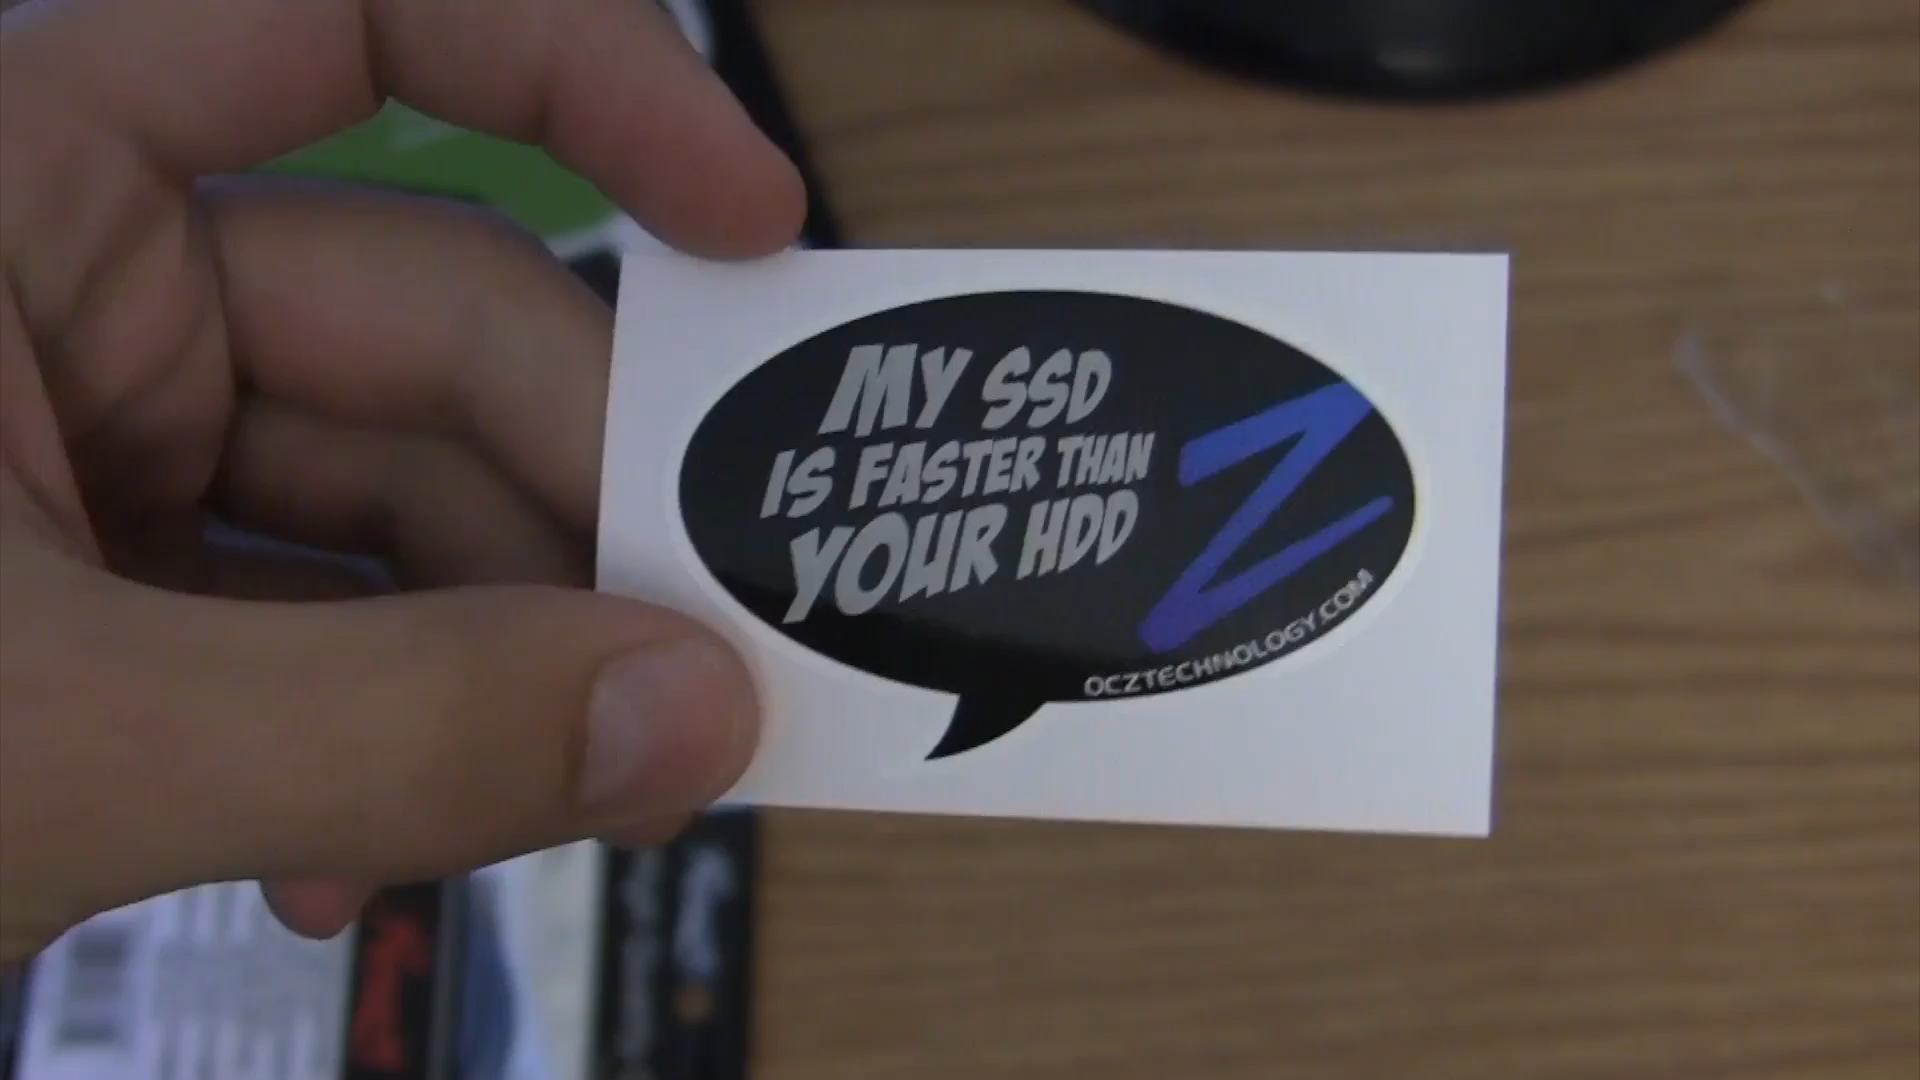 MY SSD
IS FASTER THAN
YOUR HDD
Z
OCZTECHNOLOGY.COM